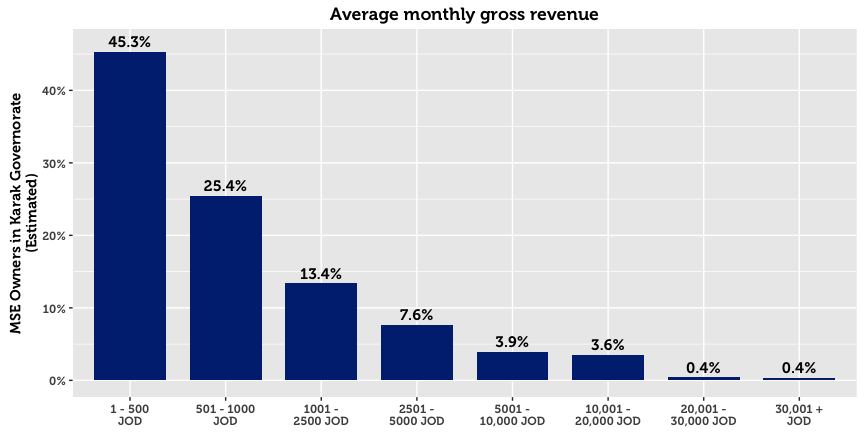 Average monthly gross revenue
MSE Owners in Karak Governorate
(Estimated)
40%
30%
20%
10%
0%
45.3%
25.4%
13.4%
7.6%
3.9%
3.6%
0.4%
0.4%
1 - 500
JOD
501 - 1000
JOD
1001 -
2500 JOD
2501 -
5000 JOD
5001 -
10,000 JOD
10,001 -
20,000 JOD
20,001 -
30,000 JOD
30,001 +
JOD